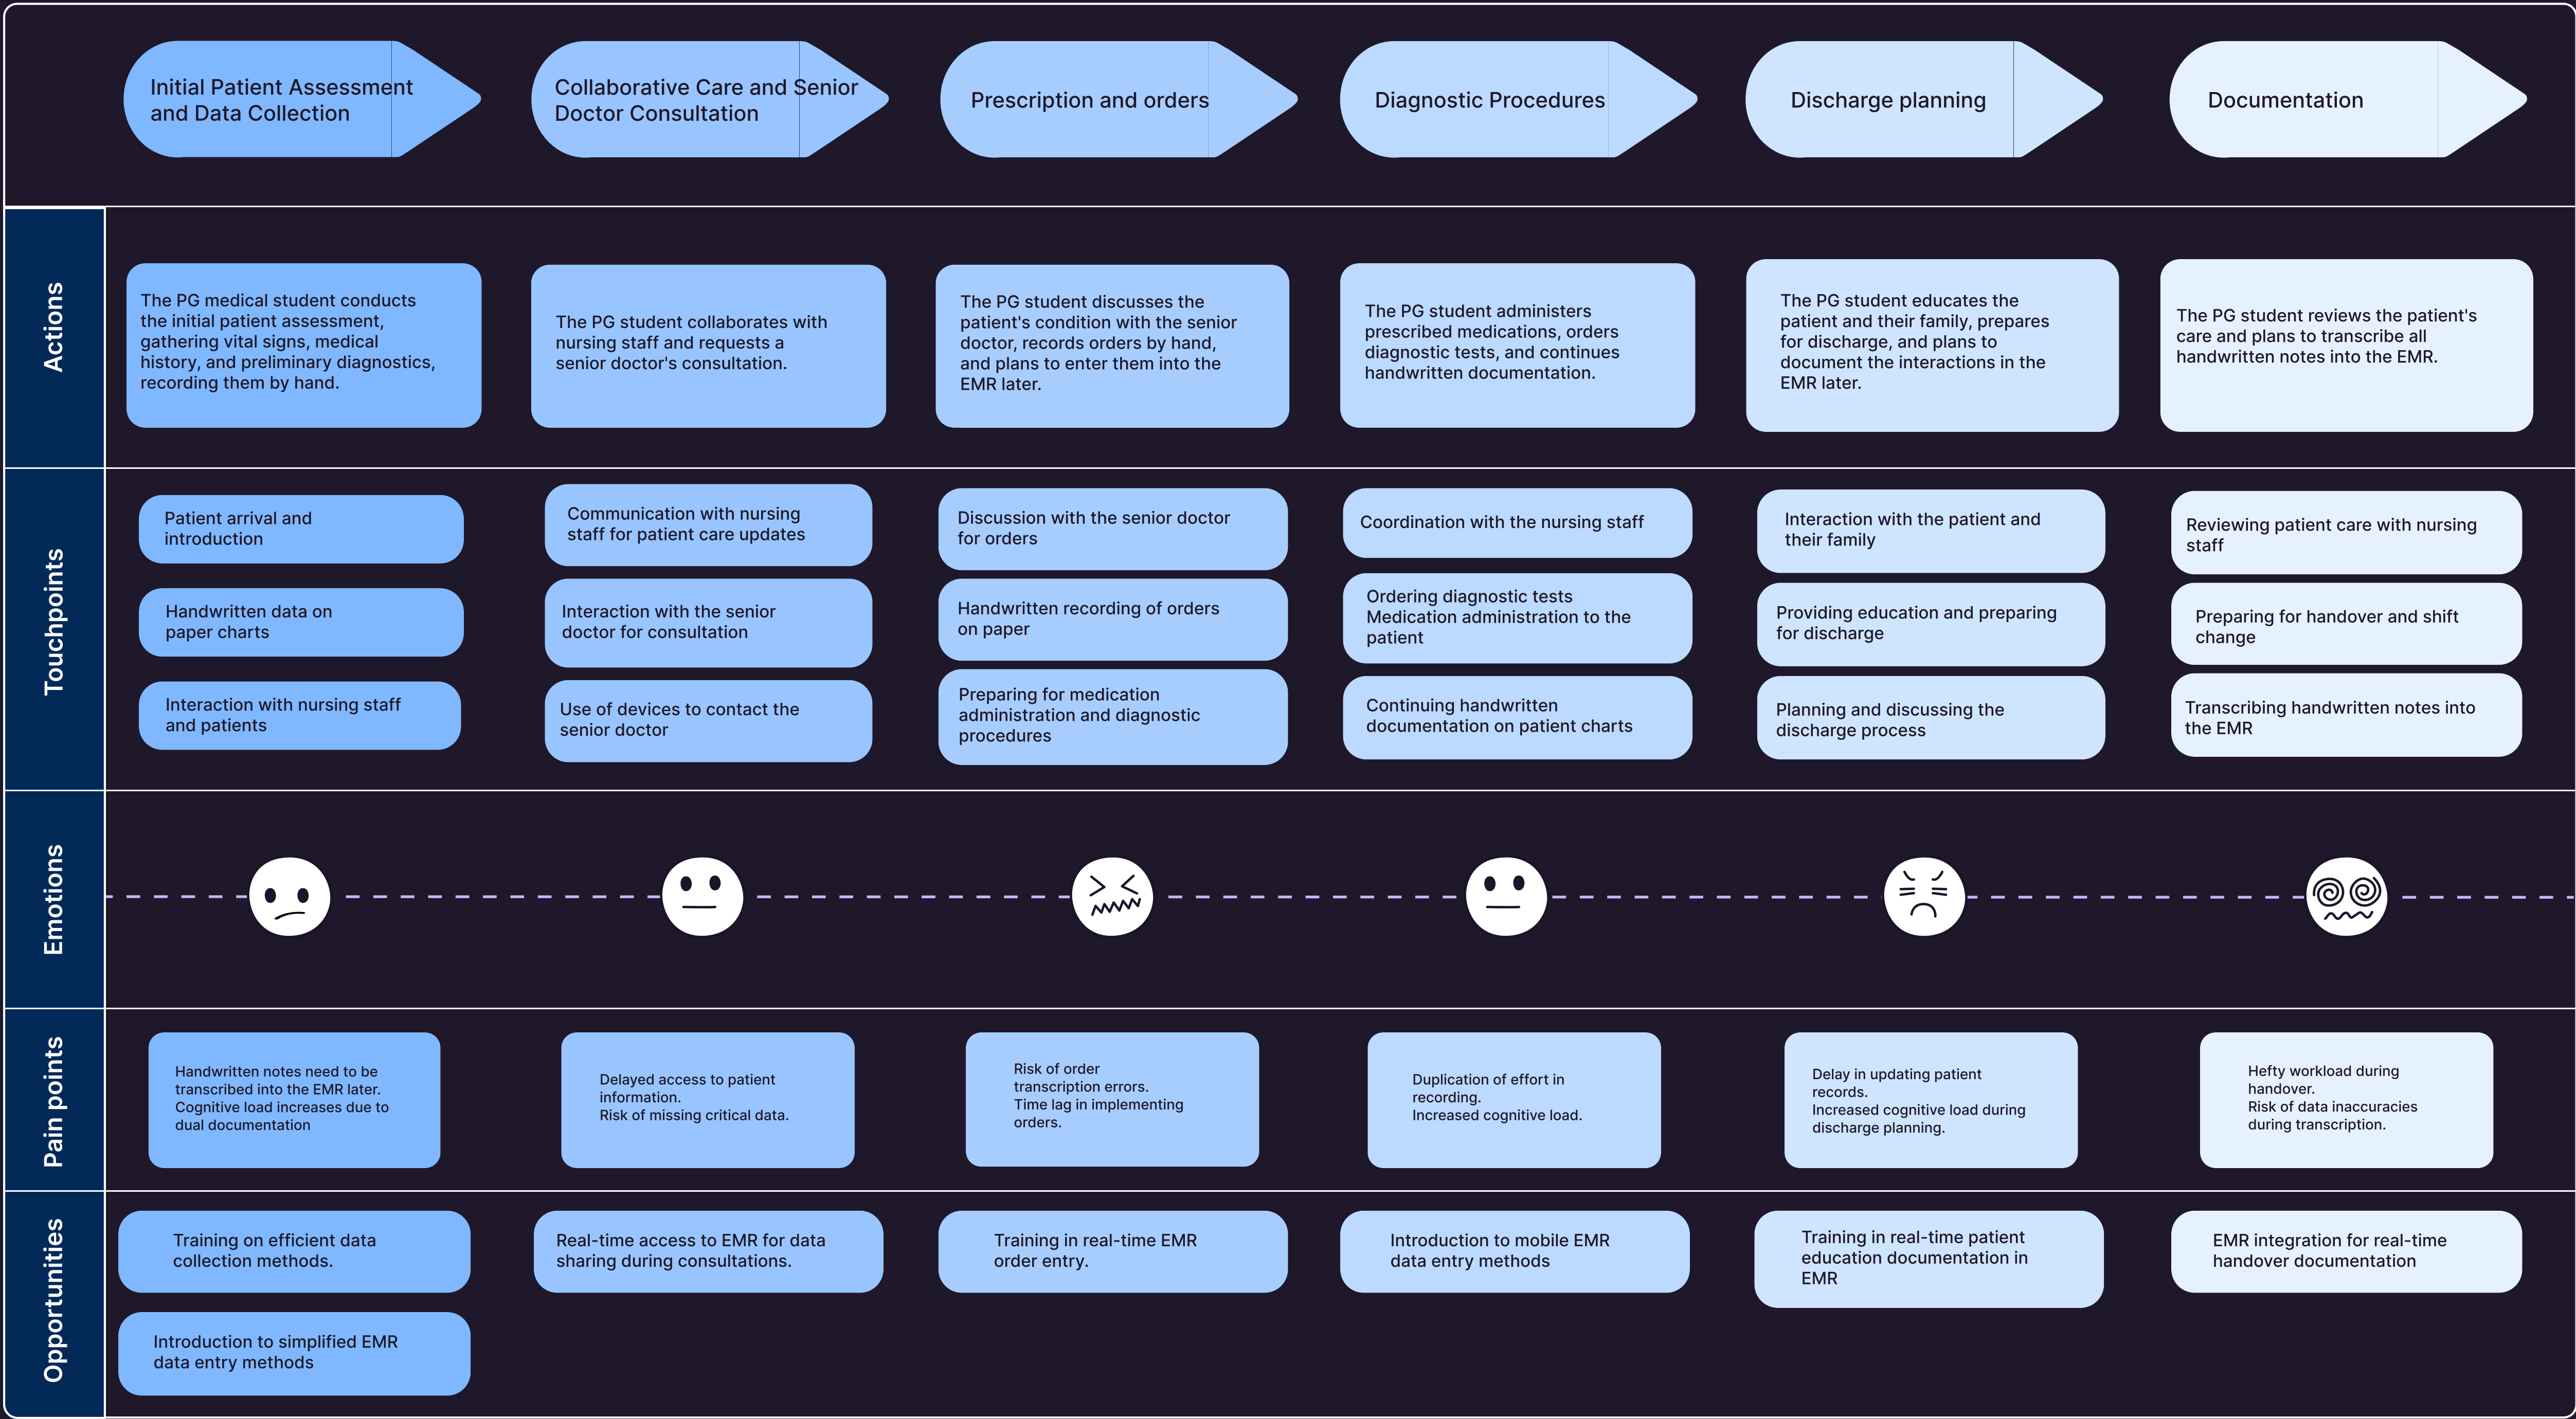 Initial Patient Assessment
and Data Collection
Collaborative Care and Senior
Doctor Consultation
Prescription and orders
Diagnostic Procedures
Discharge planning
Documentation
Actions
The PG medical student conducts
the initial patient assessment,
gathering vital signs, medical
history, and preliminary diagnostics,
recording them by hand.
The PG student collaborates with
nursing staff and requests a
senior doctor's consultation.
The PG student discusses the
patient's condition with the senior
doctor, records orders by hand,
and plans to enter them into the
EMR later.
The PG student administers
prescribed medications, orders
diagnostic tests, and continues
handwritten documentation.
The PG student educates the
patient and their family, prepares
for discharge, and plans to
document the interactions in the
EMR later.
The PG student reviews the patient's
care and plans to transcribe all
handwritten notes into the EMR.
Touchpoints
Patient arrival and
introduction
Communication with nursing
staff for patient care updates
Discussion with the senior doctor
for orders
Coordination with the nursing staff
Interaction with the patient and
their family
Reviewing patient care with nursing
staff
Handwritten data on
paper charts
Interaction with the senior
doctor for consultation
Handwritten recording of orders
on paper
Ordering diagnostic tests
Medication administration to the
patient
Providing education and preparing
for discharge
Preparing for handover and shift
change
Interaction with nursing staff
and patients
Use of devices to contact the
senior doctor
Preparing for medication
administration and diagnostic
procedures
Continuing handwritten
documentation on patient charts
Planning and discussing the
discharge process
Transcribing handwritten notes into
the EMR
Emotions
Pain points
Handwritten notes need to be
transcribed into the EMR later.
Cognitive load increases due to
dual documentation
Delayed access to patient
information.
Risk of missing critical data.
Risk of order
transcription errors.
Time lag in implementing
orders.
Duplication of effort in
recording.
Increased cognitive load.
Delay in updating patient
records.
Increased cognitive load during
discharge planning.
Hefty workload during
handover.
Risk of data inaccuracies
during transcription.
Opportunities
Training on efficient data
collection methods.
Real-time access to EMR for data
sharing during consultations.
Training in real-time EMR
order entry.
Introduction to mobile EMR
data entry methods
Training in real-time patient
education documentation in
EMR
EMR integration for real-time
handover documentation
Introduction to simplified EMR
data entry methods